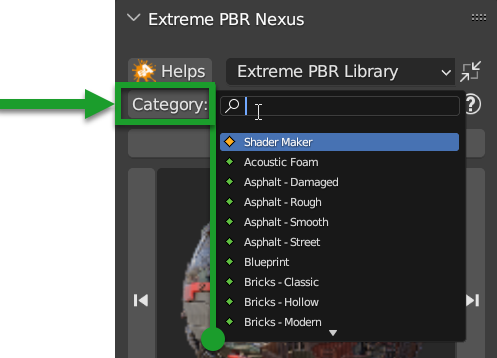 Extreme PBR Nexus
Helps
Extreme PBR Library
Category:
Shader Maker
Acoustic Foam
Asphalt - Damaged
Asphalt - Rough
Asphalt - Smooth
Asphalt - Street
Blueprint
Bricks - Classic
Bricks - Hollow
Bricks - Modern